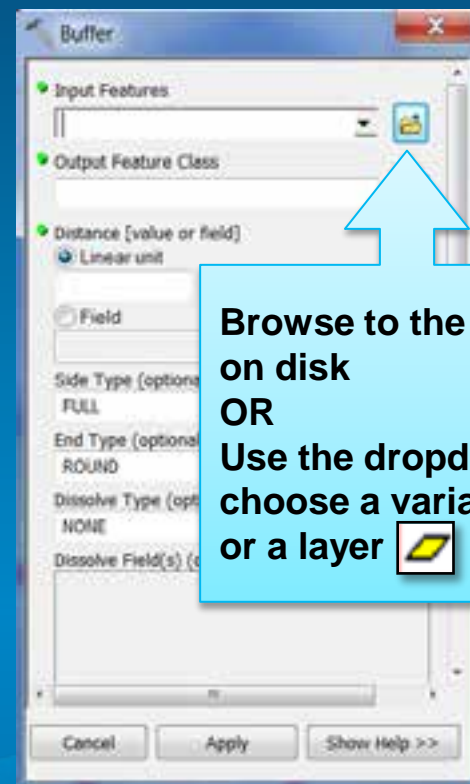 Buffer
Input Features
Output Feature Class
Distance [value or field]
Linear unit
Field
Side Type (optiona
FULL
End Type (optional
ROUND
Dissolve Type (opt
NONE
Dissolve Field(s) (
Browse to the
on disk
OR
Use the dropd
choose a varia
or a layer
Cancel Apply Show Help >>